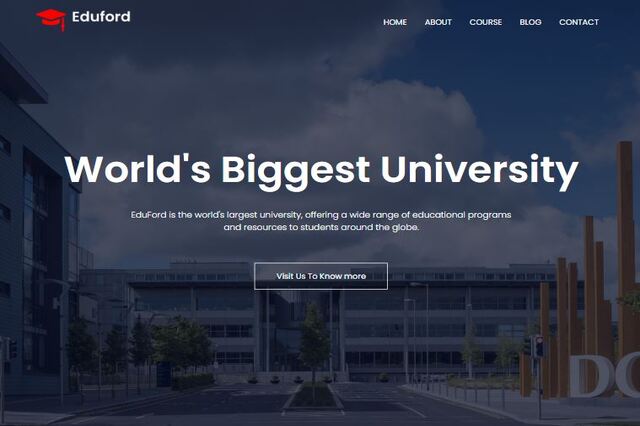 Eduford
HOME ABOUT COURSE BLOG CONTACT
World's Biggest University
EduFord is the world's largest university, offering a wide range of educational programs
and resources to students around the globe.
Visit Us To Know more
DC